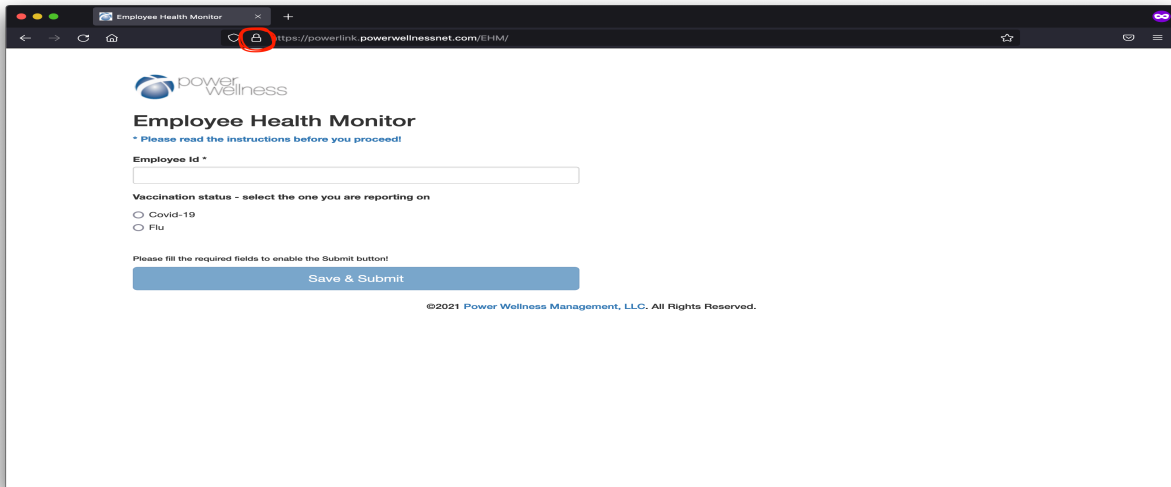 Employee Health Monitor
https://powerlink.powerwellnessnet.com/EHM/
power
wellness
Employee Health Monitor
* Please read the instructions before you proceed!
Employee Id *
Vaccination status - select the one you are reporting on
Covid-19
Flu
Please fill the required fields to enable the Submit button!
Save & Submit
©2021 Power Wellness Management, LLC. All Rights Reserved.